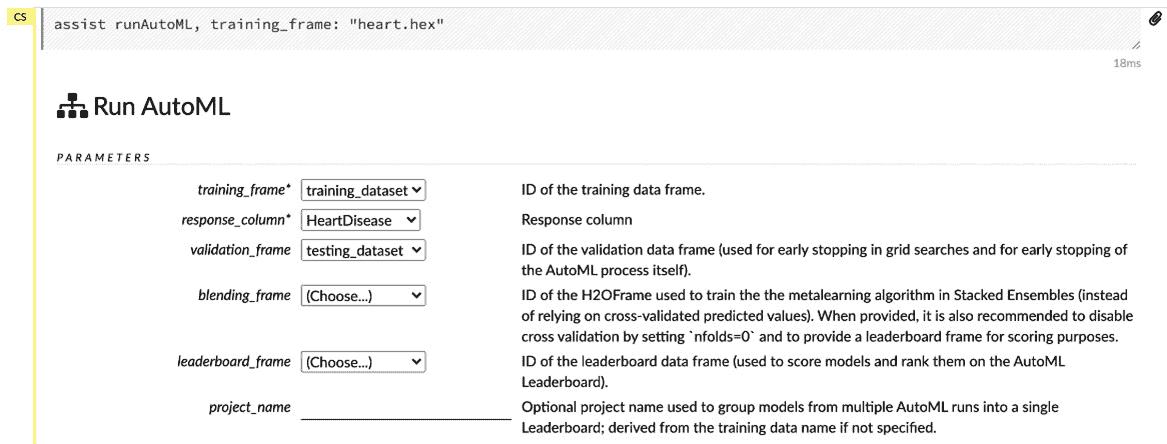 CS
assist runAutoML, training_frame: "heart.hex"
18ms
Run AutoML
PARAMETERS
training_frame* training_dataset ID of the training data frame.
response_column* HeartDisease Response column
validation_frame testing_dataset ID of the validation data frame (used for early stopping in grid searches and for early stopping of
the AutoML process itself).
blending_frame (Choose...) ID of the H2OFrame used to train the the metalearning algorithm in Stacked Ensembles (instead
of relying on cross-validated predicted values). When provided, it is also recommended to disable
cross validation by setting `nfolds=0` and to provide a leaderboard frame for scoring purposes.
leaderboard_frame (Choose...) ID of the leaderboard data frame (used to score models and rank them on the AutoML
Leaderboard).
project_name Optional project name used to group models from multiple AutoML runs into a single
Leaderboard; derived from the training data name if not specified.